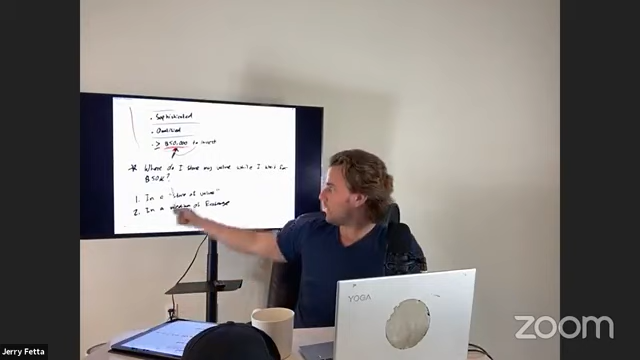 • Sophisticated
• Qualified
• ≥ $50,000 to invest
* Where do I store my value while I wait for
$50K?
1. In a "store of value"
2. In a medium of Exchange
YOGA
zoom
Jerry Fetta